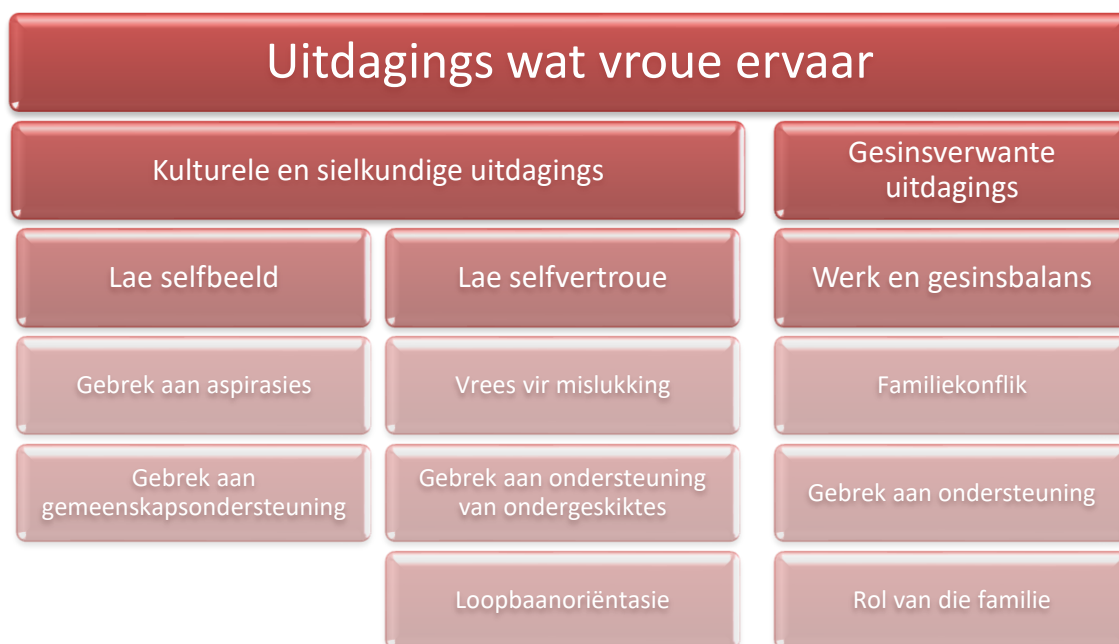 Uitdagings wat vroue ervaar
Kulturele en sielkundige uitdagings
Gesinsverwante
uitdagings
Lae selfbeeld
Lae selfvertroue
Werk en gesinsbalans
Gebrek aan aspirasies
Vrees vir mislukking
Familiekonflik
Gebrek aan
gemeenskapsondersteuning
Gebrek aan ondersteuning
van ondergeskiktes
Gebrek aan ondersteuning
Loopbaanoriëntasie
Rol van die familie